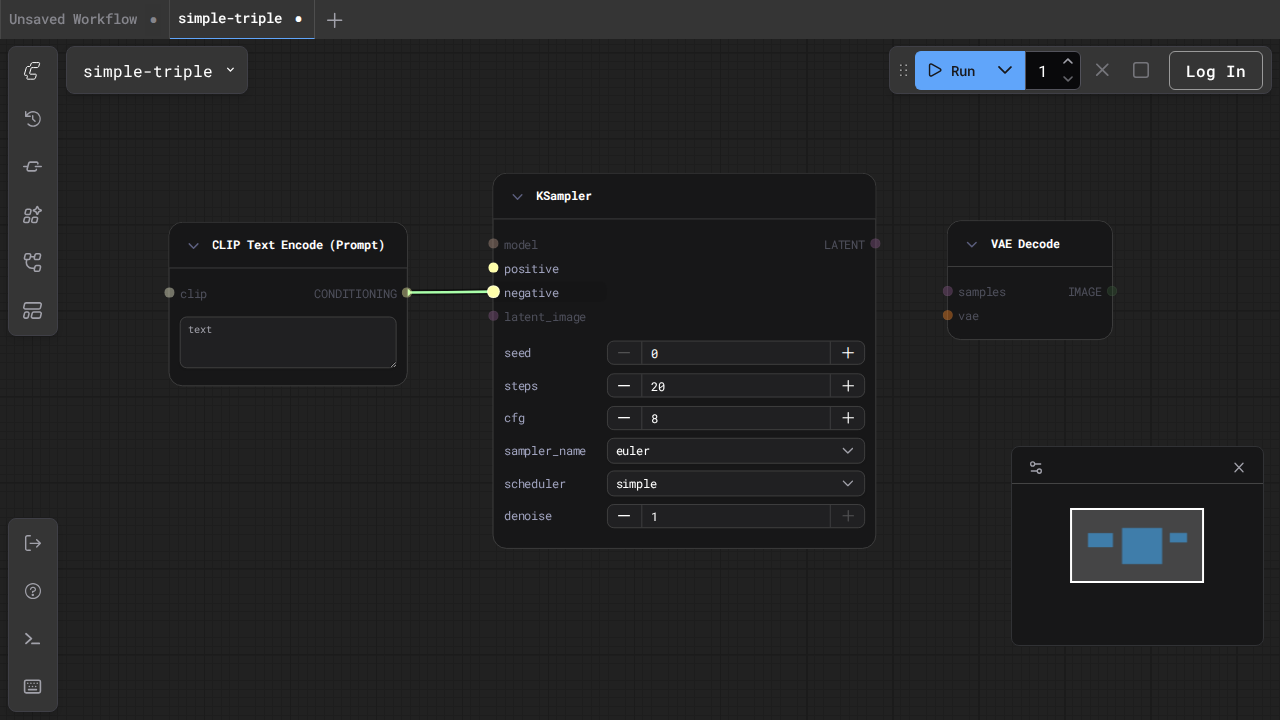 Unsaved Workflow
simple-triple
simple-triple
Run
1
Log In
CLIP Text Encode (Prompt)
clip
CONDITIONING
text
KSampler
model
LATENT
positive
negative
latent_image
seed
0
steps
20
cfg
8
sampler_name
euler
scheduler
simple
denoise
1
VAE Decode
samples
IMAGE
vae